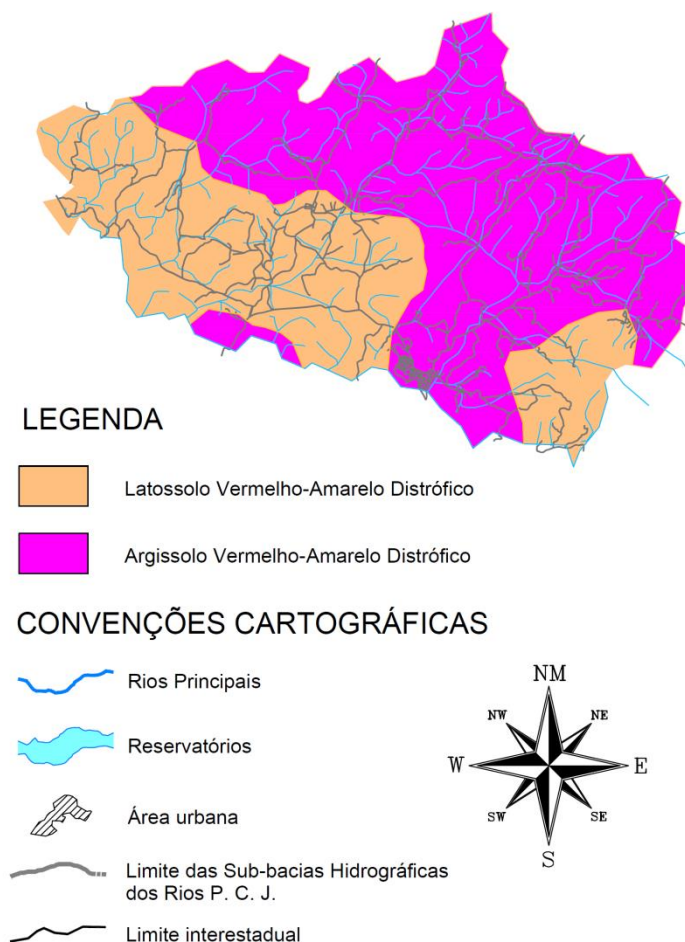 LEGENDA
Latossolo Vermelho-Amarelo Distrófico
Argissolo Vermelho-Amarelo Distrófico
CONVENÇÕES CARTOGRÁFICAS
Rios Principais
Reservatórios
Área urbana
Limite das Sub-bacias Hidrográficas
dos Rios P. C. J.
Limite interestadual
NM
NW
NE
W
E
SW
SE
S